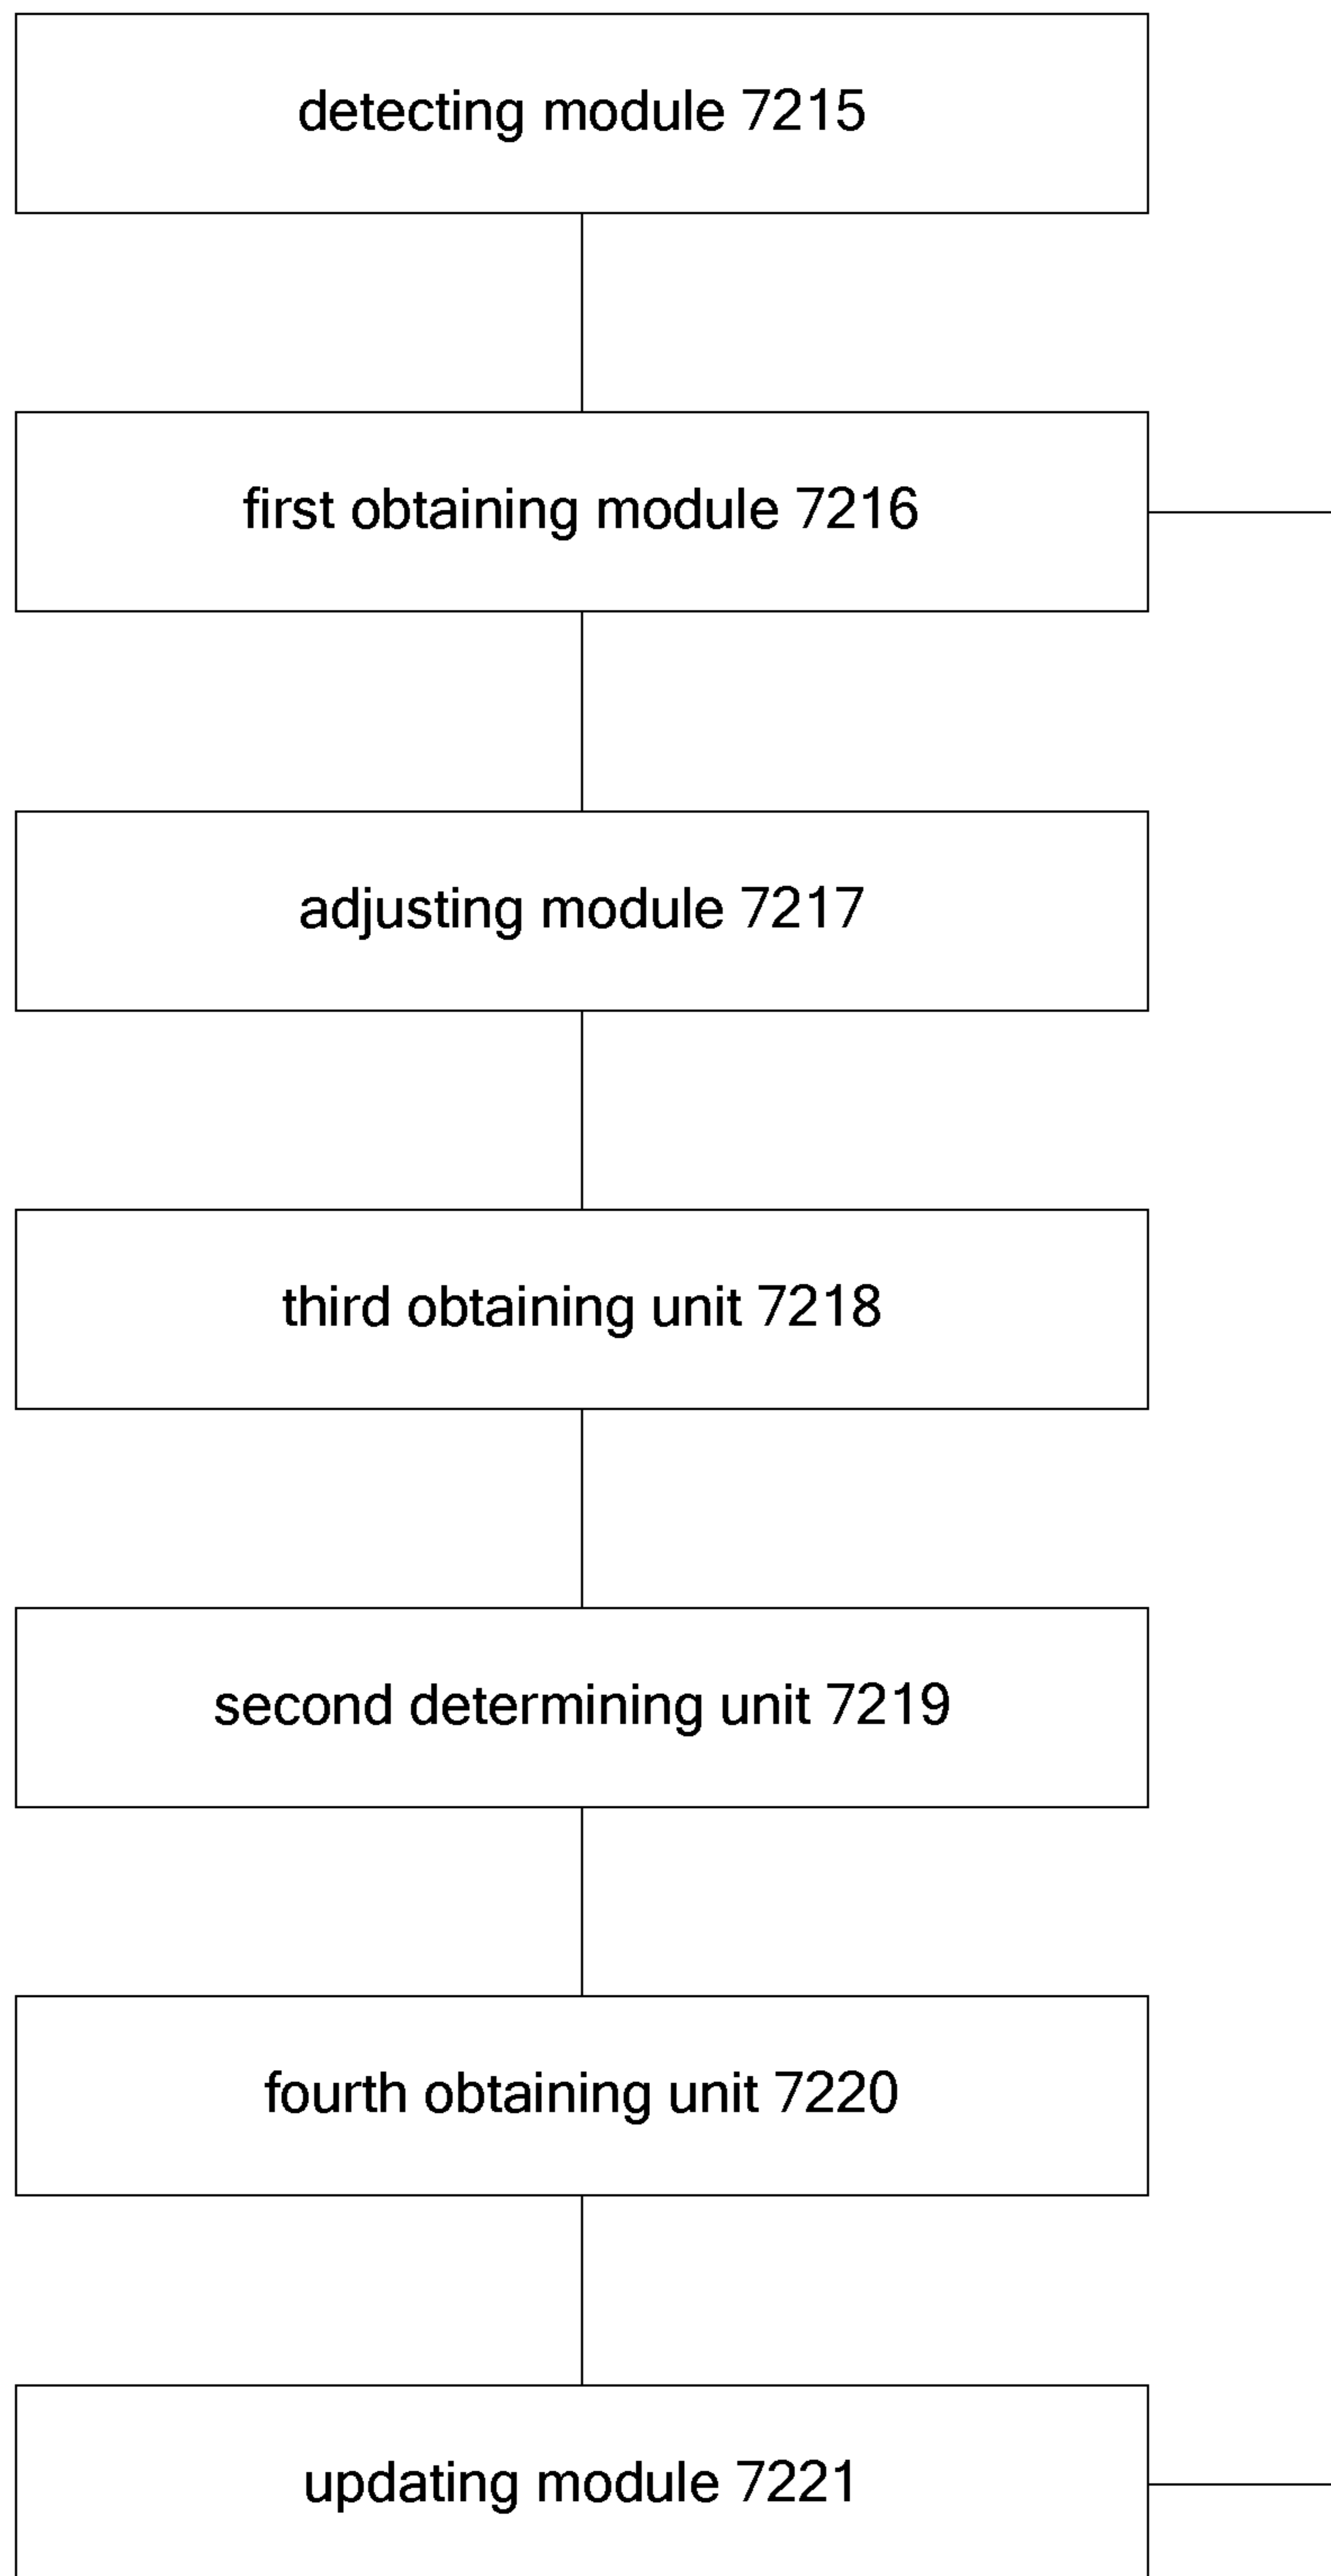 detecting module 7215
first obtaining module 7216
adjusting module 7217
third obtaining unit 7218
second determining unit 7219
fourth obtaining unit 7220
updating module 7221